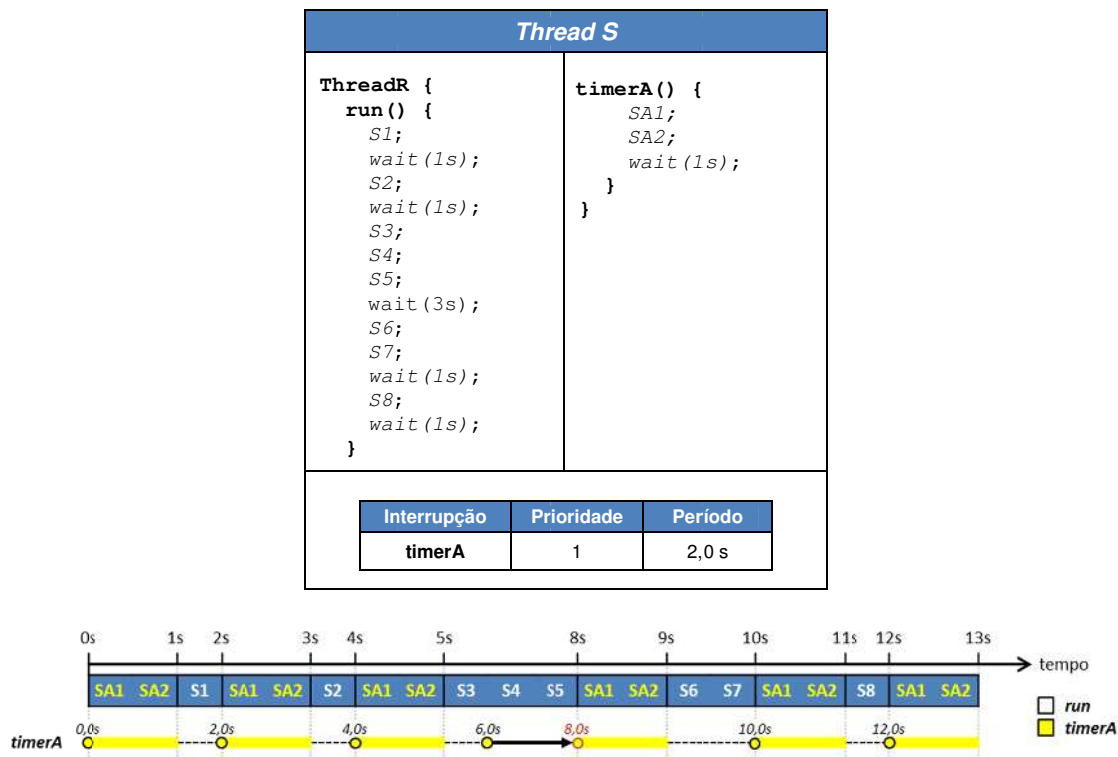 Thread S
ThreadR {
run() {
S1;
wait(1s);
S2;
wait(1s);
S3;
S4;
S5;
wait(3s);
S6;
S7;
wait(1s);
S8;
wait(1s);
}
timerA() {
SA1;
SA2;
wait(1s);
}
}
Interrupção Prioridade Período
timerA 1 2,0 s
0s 1s 2s 3s 4s 5s 8s 9s 10s 11s 12s 13s
tempo
SA1 SA2 S1 SA1 SA2 S2 SA1 SA2 S3 S4 S5 SA1 SA2 S6 S7 SA1 SA2 S8 SA1 SA2
run
timerA
0,0s 2,0s 4,0s 6,0s 8,0s 10,0s 12,0s
timerA